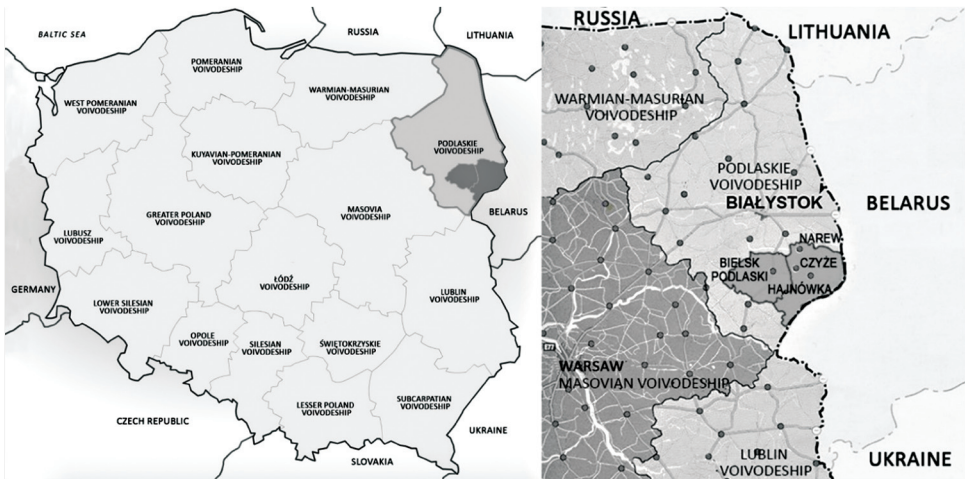 BALTIC SEA
RUSSIA
LITHUANIA
POMERANIAN
VOIVODESHIP
WEST POMERANIAN
VOIVODESHIP
WARMIAN-MASURIAN
VOIVODESHIP
PODLASKIE
VOIVODESHIP
KUYAVIAN-POMERANIAN
VOIVODESHIP
MASOVIA
VOIVODESHIP
BELARUS
GREATER POLAND
VOIVODESHIP
LUBUSZ
VOIVODESHIP
ŁÓDŹ
VOIVODESHIP
GERMANY
LUBLIN
VOIVODESHIP
LOWER SILESIAN
VOIVODESHIP
OPOLE
VOIVODESHIP
SILESIAN
VOIVODESHIP
ŚWIĘTOKRZYSKIE
VOIVODESHIP
LESSER POLAND
VOIVODESHIP
SUBCARPATIAN
VOIVODESHIP
CZECH REPUBLIC
UKRAINE
SLOVAKIA
RUSSIA
LITHUANIA
WARMIAN-MASURIAN
VOIVODESHIP
PODLASKIE
VOIVODESHIP
BIAŁYSTOK
BELARUS
NAREW
BIELSK
PODLASKI
CZYŻE
HAJNÓWKA
WARSAW
MASOVIAN VOIVODESHIP
LUBLIN
VOIVODESHIP
UKRAINE